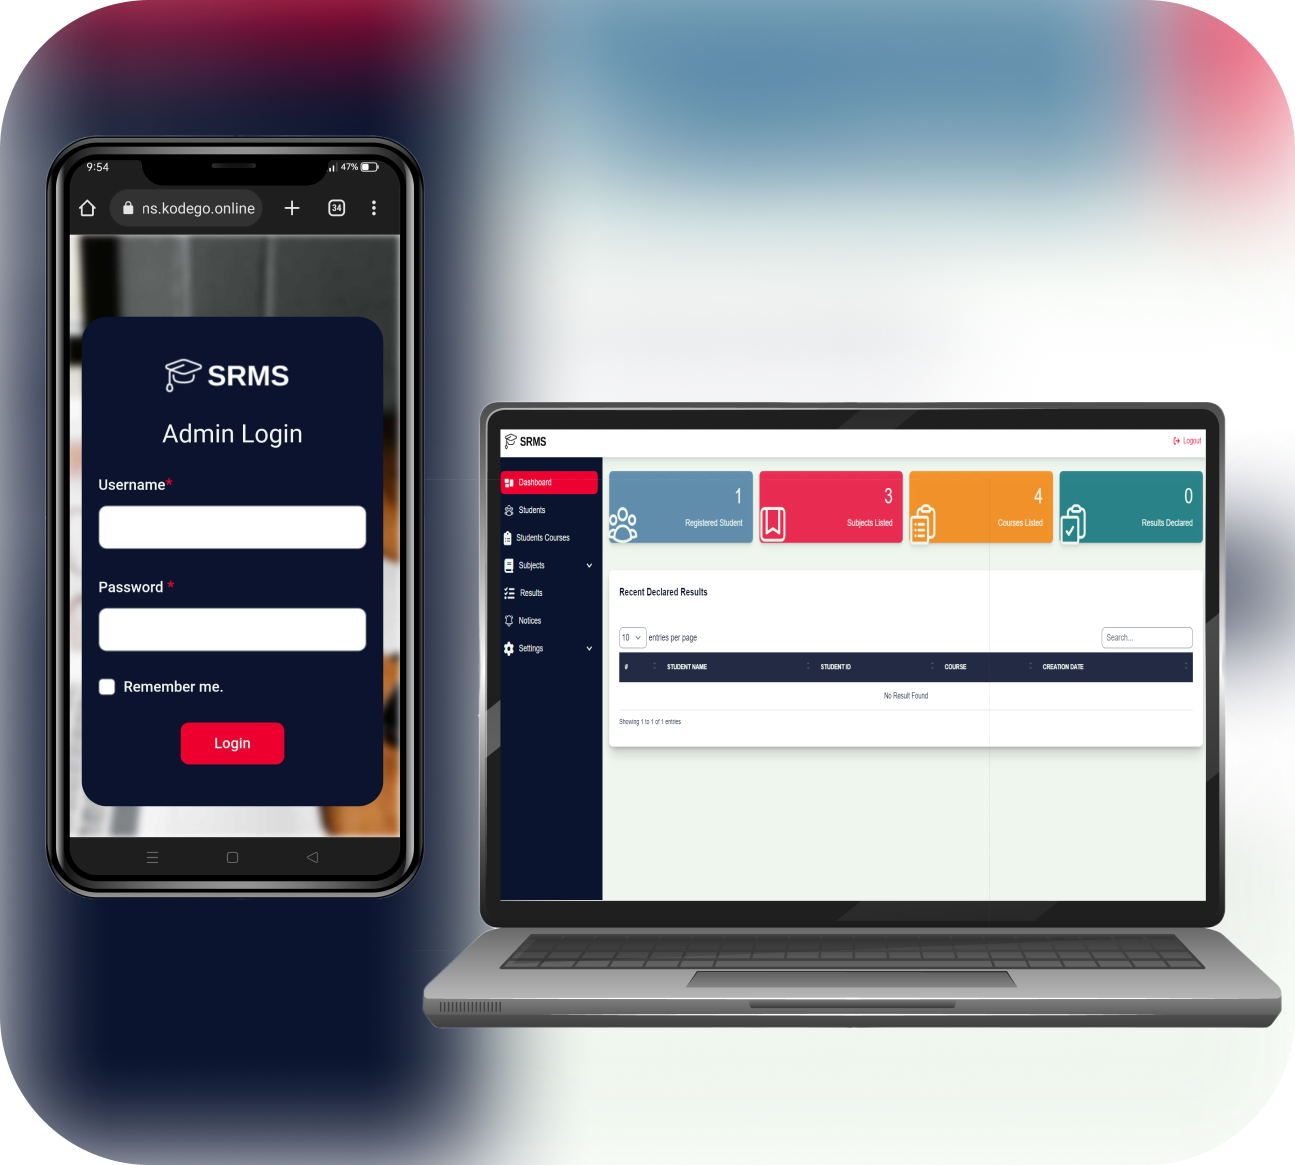 9:54
47%
ns.kodego.online
34
SRMS
Admin Login
Username*
Password *
Remember me.
Login
SRMS
Logout
Dashboard
Students
Students Courses
Subjects
Results
Notices
Settings
1
Registered Student
3
Subjects Listed
4
Courses Listed
0
Results Declared
Recent Declared Results
10 entries per page
Search...
# STUDENT NAME STUDENT ID COURSE CREATION DATE
No Result Found
Showing 1 to 1 of 1 entries